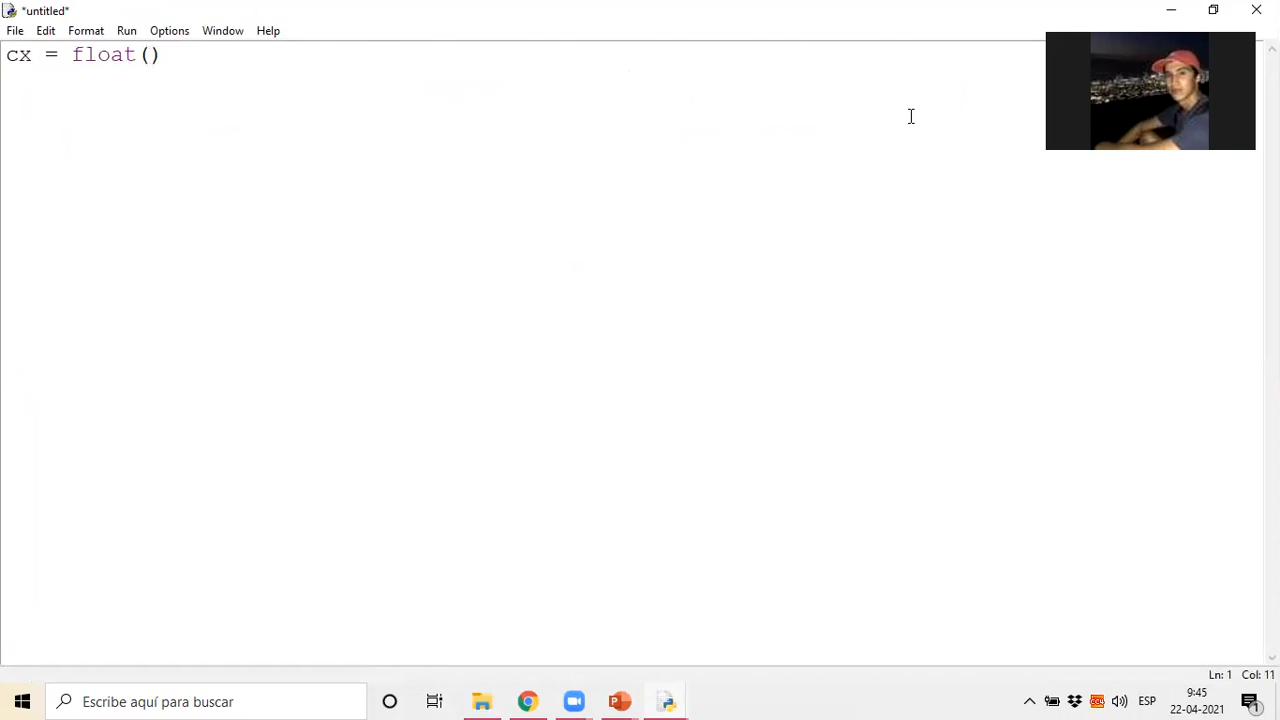 *untitled*
File Edit Format Run Options Window Help
cx = float()
Ln: 1 Col: 11
Escribe aquí para buscar
ESP
9:45
22-04-2021
1